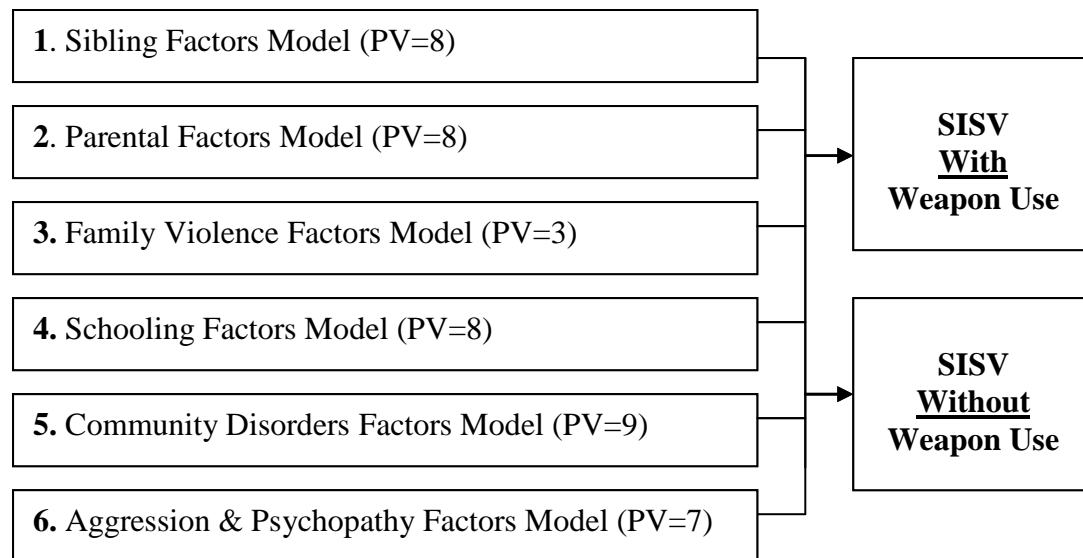 1. Sibling Factors Model (PV=8)
2. Parental Factors Model (PV=8)
3. Family Violence Factors Model (PV=3)
4. Schooling Factors Model (PV=8)
5. Community Disorders Factors Model (PV=9)
6. Aggression & Psychopathy Factors Model (PV=7)
SISV
With
Weapon Use
SISV
Without
Weapon Use